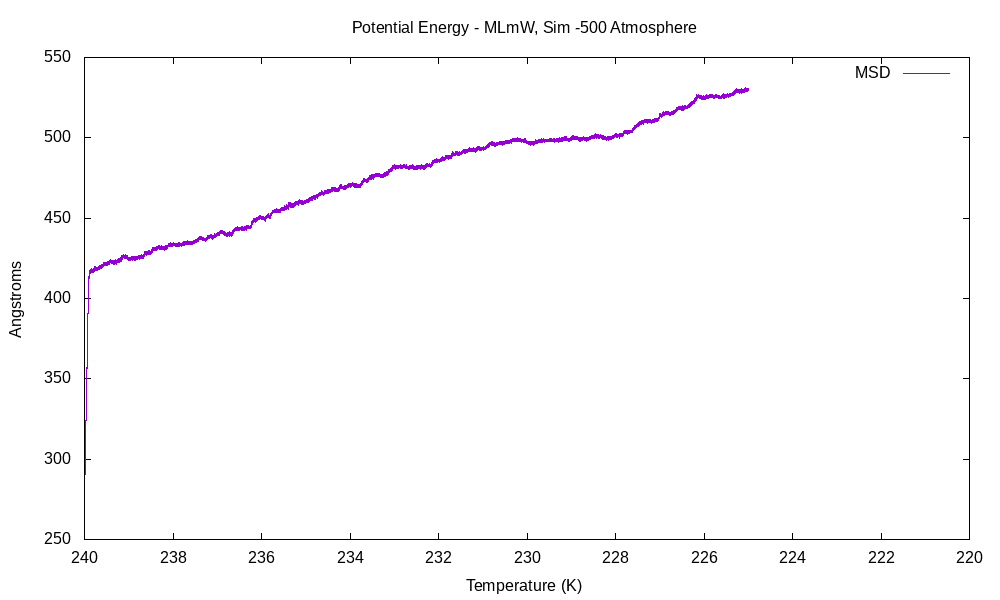 Potential Energy - MLmW, Sim -500 Atmosphere
MSD
550
500
450
400
350
300
250
Angstroms
240 238 236 234 232 230 228 226 224 222 220
Temperature (K)